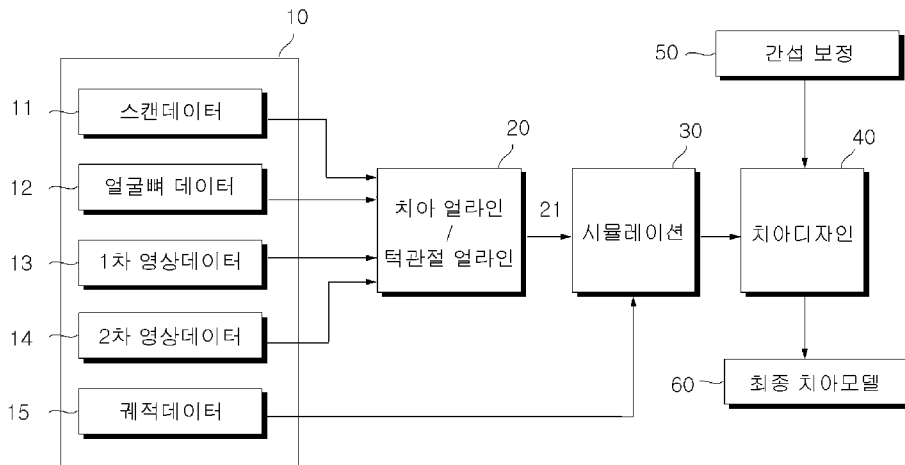 10
11
스캔데이터
12
얼굴뼈 데이터
13
1차 영상데이터
14
2차 영상데이터
15
궤적데이터
20
치아 얼라인
/
턱관절 얼라인
21
30
시뮬레이션
50
간섭 보정
40
치아디자인
60
최종 치아모델